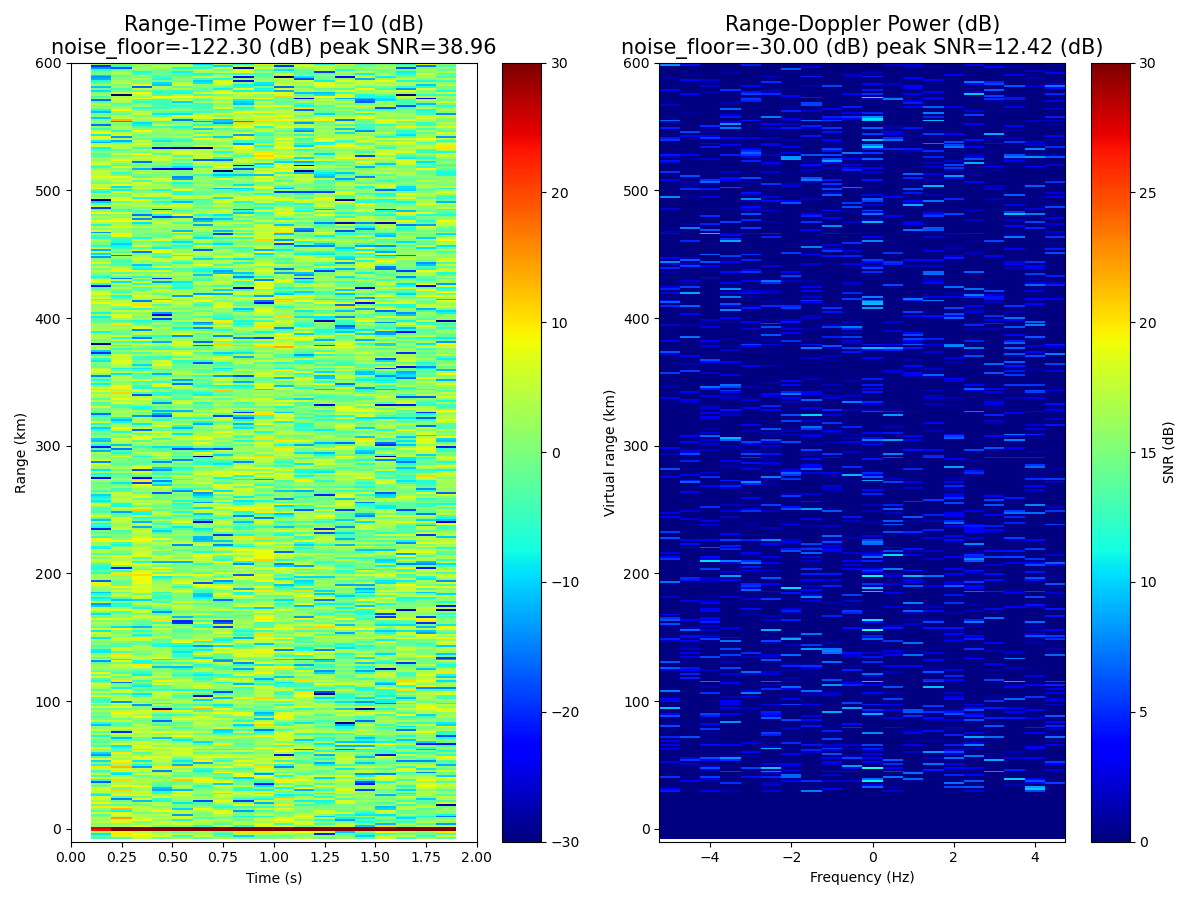 Range-Time Power f=10 (dB)
noise_floor=-122.30 (dB) peak SNR=38.96
Range-Doppler Power (dB)
noise_floor=-30.00 (dB) peak SNR=12.42 (dB)
600
500
400
300
200
100
0
Range (km)
0.00 0.25 0.50 0.75 1.00 1.25 1.50 1.75 2.00
Time (s)
30
20
10
0
−10
−20
−30
600
500
400
300
200
100
0
Virtual range (km)
−4 −2 0 2 4
Frequency (Hz)
30
25
20
15
10
5
0
SNR (dB)